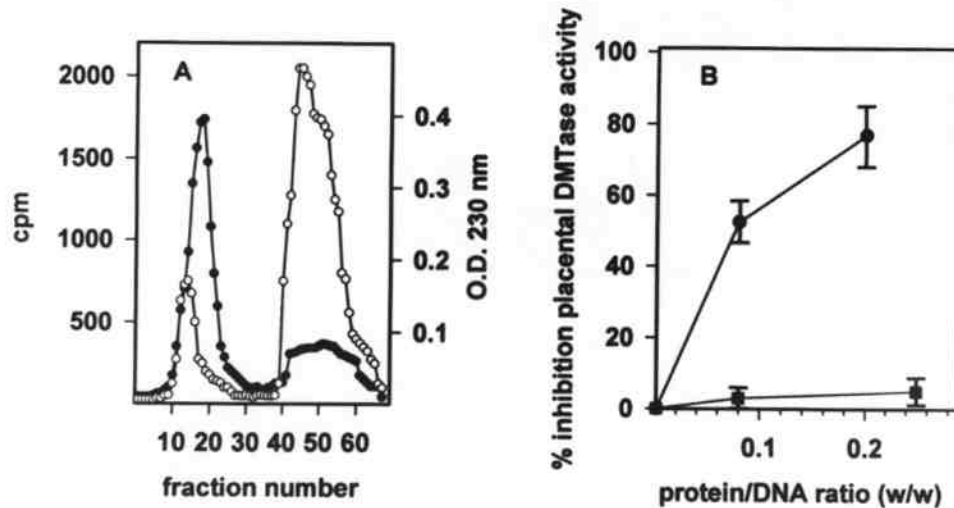 A
cpm
2000
1500
1000
500
0.4
0.3
0.2
0.1
O.D. 230 nm
10 20 30 40 50 60
fraction number
B
% inhibition placental DMTase activity
100
80
60
40
20
0
0.1 0.2
protein/DNA ratio (w/w)